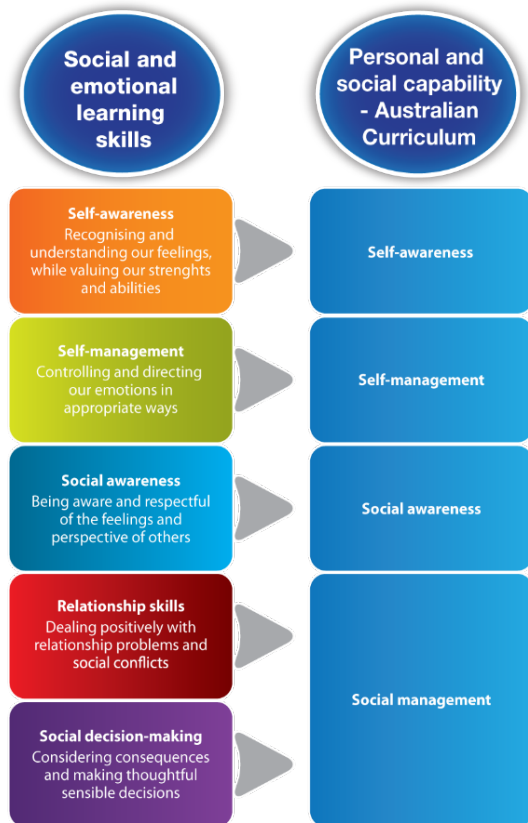 Social and
emotional
learning
skills
Personal and
social capability
- Australian
Curriculum
Self-awareness
Recognising and
understanding our feelings,
while valuing our strenghts
and abilities
Self-awareness
Self-management
Controlling and directing
our emotions in
appropriate ways
Self-management
Social awareness
Being aware and respectful
of the feelings and
perspective of others
Social awareness
Relationship skills
Dealing positively with
relationship problems and
social conflicts
Social decision-making
Considering consequences
and making thoughtful
sensible decisions
Social management